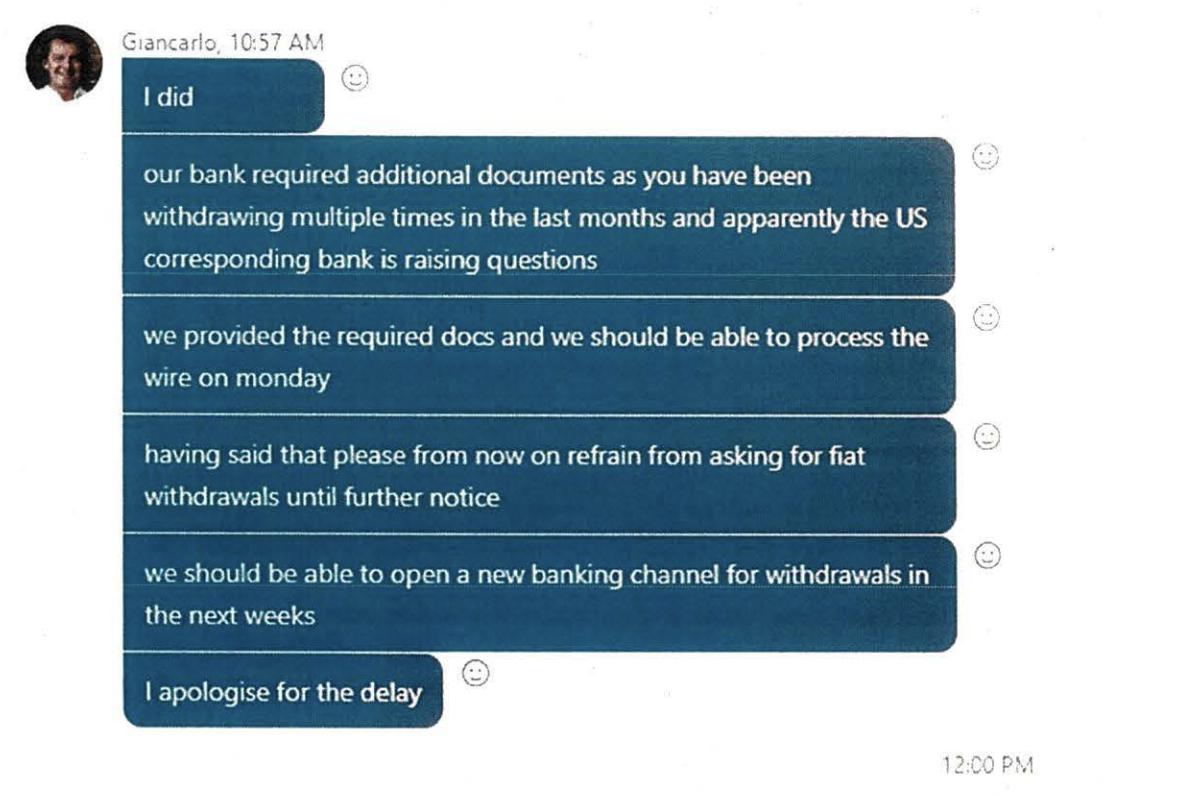 Giancarlo, 10:57 AM
I did
our bank required additional documents as you have been
withdrawing multiple times in the last months and apparently the US
corresponding bank is raising questions
we provided the required docs and we should be able to process the
wire on monday
having said that please from now on refrain from asking for fiat
withdrawals until further notice
we should be able to open a new banking channel for withdrawals in
the next weeks
I apologise for the delay
12:00 PM